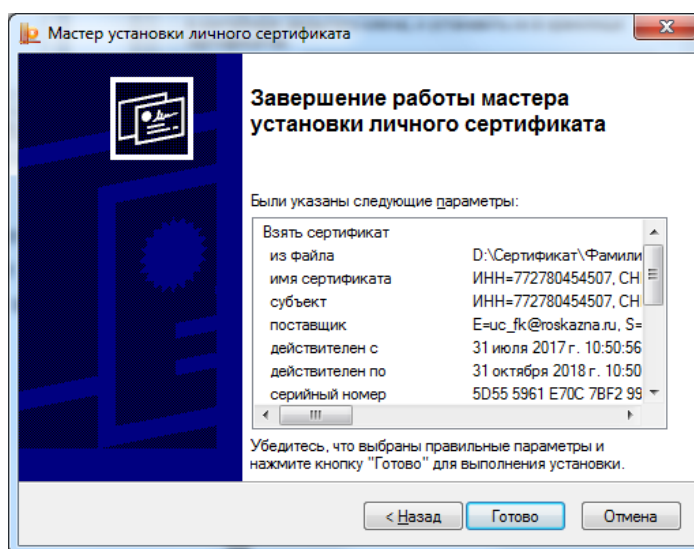 Мастер установки личного сертификата
Завершение работы мастера
установки личного сертификата
Были указаны следующие параметры:
Взять сертификат
из файла D:\Сертификат\Фамили
имя сертификата ИНН=772780454507, СН
субъект ИНН=772780454507, СН
поставщик E=uc_fk@roskazna.ru, S=
действителен с 31 июля 2017 г. 10:50:56
действителен по 31 октября 2018 г. 10:50
серийный номер 5D55 5961 E70C 7BF2 99
Убедитесь, что выбраны правильные параметры и
нажмите кнопку "Готово" для выполнения установки.
< Назад Готово Отмена